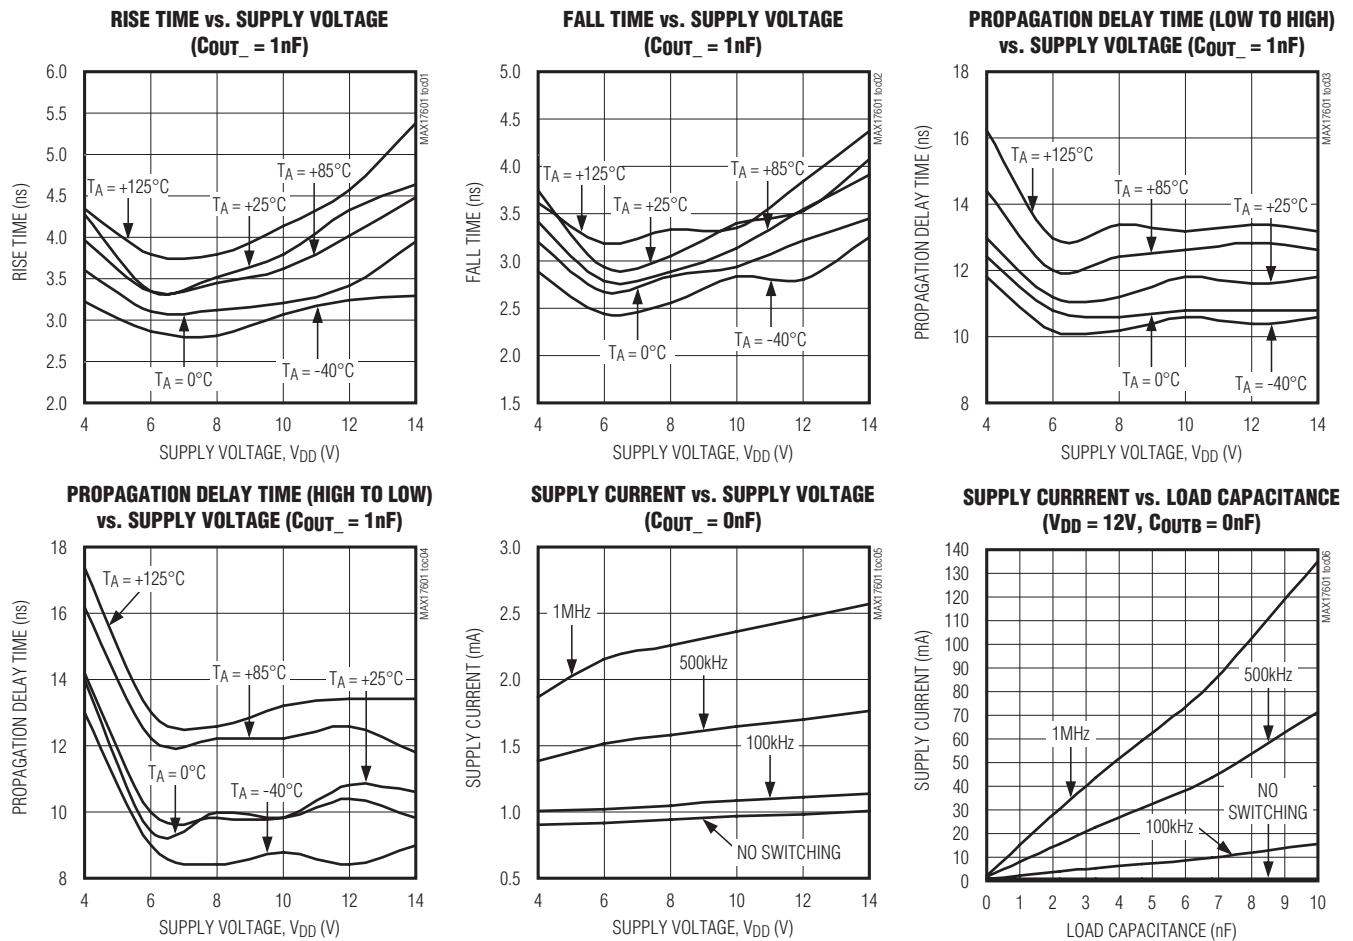 RISE TIME vs. SUPPLY VOLTAGE
(COUT_ = 1nF)
MAX17601 toc01
RISE TIME (ns)
6.0
5.5
5.0
4.5
4.0
3.5
3.0
2.5
2.0
TA = +125°C
TA = +25°C
TA = +85°C
TA = 0°C
TA = -40°C
4 6 8 10 12 14
SUPPLY VOLTAGE, VDD (V)
FALL TIME vs. SUPPLY VOLTAGE
(COUT_ = 1nF)
MAX17601 toc02
FALL TIME (ns)
5.0
4.5
4.0
3.5
3.0
2.5
2.0
1.5
TA = +125°C
TA = +25°C
TA = +85°C
TA = 0°C
TA = -40°C
4 6 8 10 12 14
SUPPLY VOLTAGE, VDD (V)
PROPAGATION DELAY TIME (LOW TO HIGH)
vs. SUPPLY VOLTAGE (COUT_ = 1nF)
MAX17601 toc03
PROPAGATION DELAY TIME (ns)
18
16
14
12
10
8
TA = +125°C
TA = +85°C
TA = +25°C
TA = 0°C
TA = -40°C
4 6 8 10 12 14
SUPPLY VOLTAGE, VDD (V)
PROPAGATION DELAY TIME (HIGH TO LOW)
vs. SUPPLY VOLTAGE (COUT_ = 1nF)
MAX17601 toc04
PROPAGATION DELAY TIME (ns)
18
16
14
12
10
8
TA = +125°C
TA = +85°C
TA = +25°C
TA = 0°C
TA = -40°C
4 6 8 10 12 14
SUPPLY VOLTAGE, VDD (V)
SUPPLY CURRENT vs. SUPPLY VOLTAGE
(COUT_ = 0nF)
MAX17601 toc05
SUPPLY CURRENT (mA)
3.0
2.5
2.0
1.5
1.0
0.5
1MHz
500kHz
100kHz
NO SWITCHING
4 6 8 10 12 14
SUPPLY VOLTAGE, VDD (V)
SUPPLY CURRRENT vs. LOAD CAPACITANCE
(VDD = 12V, COUTB = 0nF)
MAX17601 toc06
SUPPLY CURRENT (mA)
140
130
120
110
100
90
80
70
60
50
40
30
20
10
0
1MHz
500kHz
NO
SWITCHING
100kHz
0 1 2 3 4 5 6 7 8 9 10
LOAD CAPACITANCE (nF)